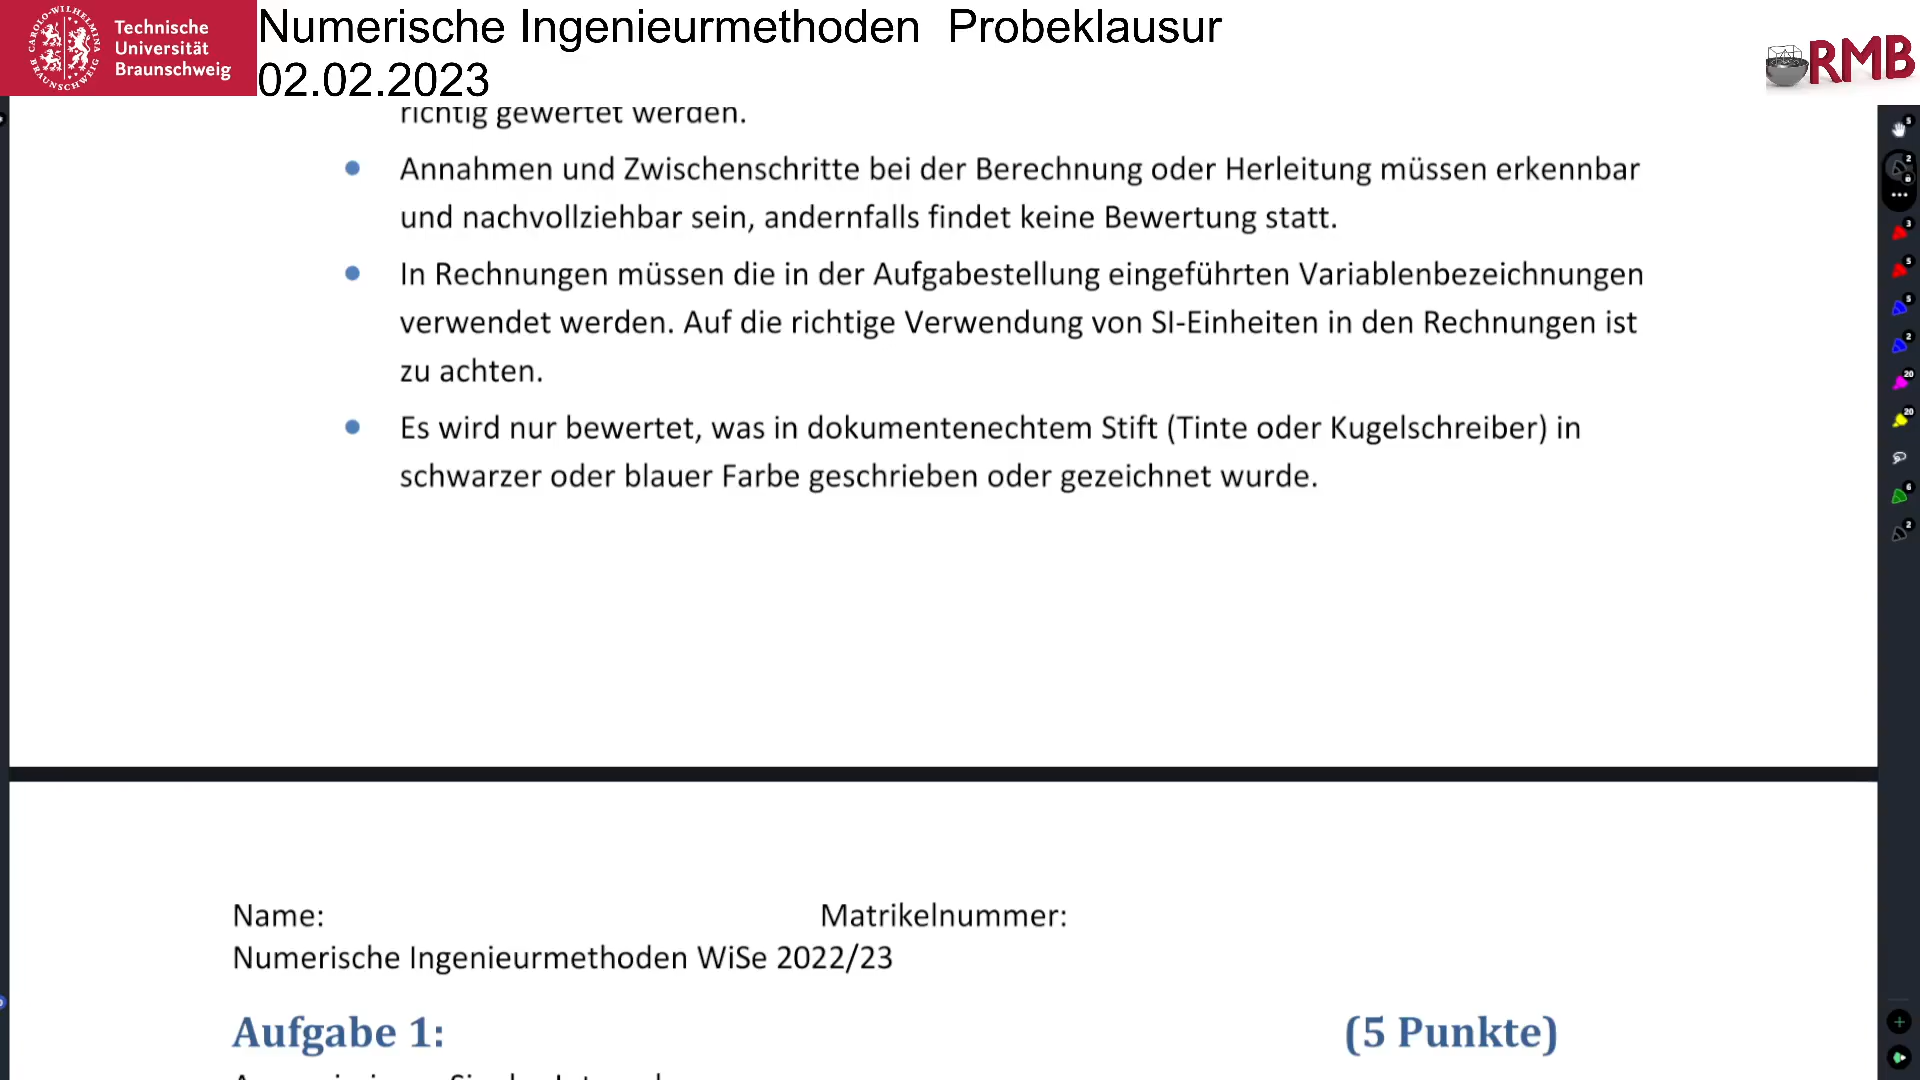 Technische
Universität
Braunschweig
Numerische Ingenieurmethoden Probeklausur
02.02.2023
RMB
richtig gewertet werden.
• Annahmen und Zwischenschritte bei der Berechnung oder Herleitung müssen erkennbar
und nachvollziehbar sein, andernfalls findet keine Bewertung statt.
• In Rechnungen müssen die in der Aufgabestellung eingeführten Variablenbezeichnungen
verwendet werden. Auf die richtige Verwendung von SI-Einheiten in den Rechnungen ist
zu achten.
• Es wird nur bewertet, was in dokumentenechtem Stift (Tinte oder Kugelschreiber) in
schwarzer oder blauer Farbe geschrieben oder gezeichnet wurde.
Name: Matrikelnummer:
Numerische Ingenieurmethoden WiSe 2022/23
Aufgabe 1: (5 Punkte)